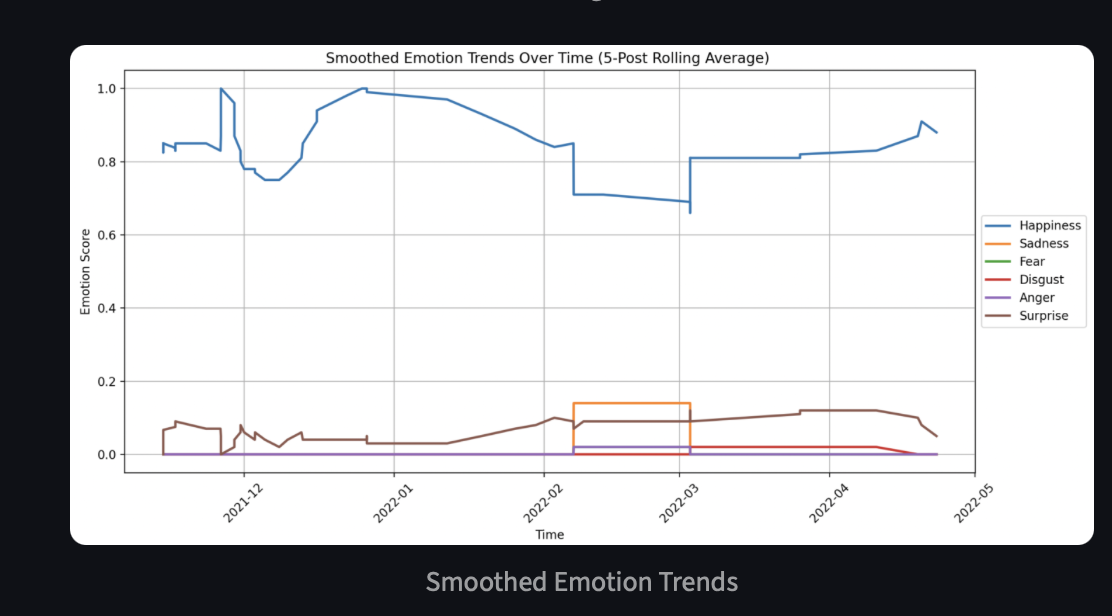 Smoothed Emotion Trends Over Time (5-Post Rolling Average)
Emotion Score
1.0
0.8
0.6
0.4
0.2
0.0
2021-12
2022-01
2022-02
2022-03
2022-04
2022-05
Time
Happiness
Sadness
Fear
Disgust
Anger
Surprise
Smoothed Emotion Trends